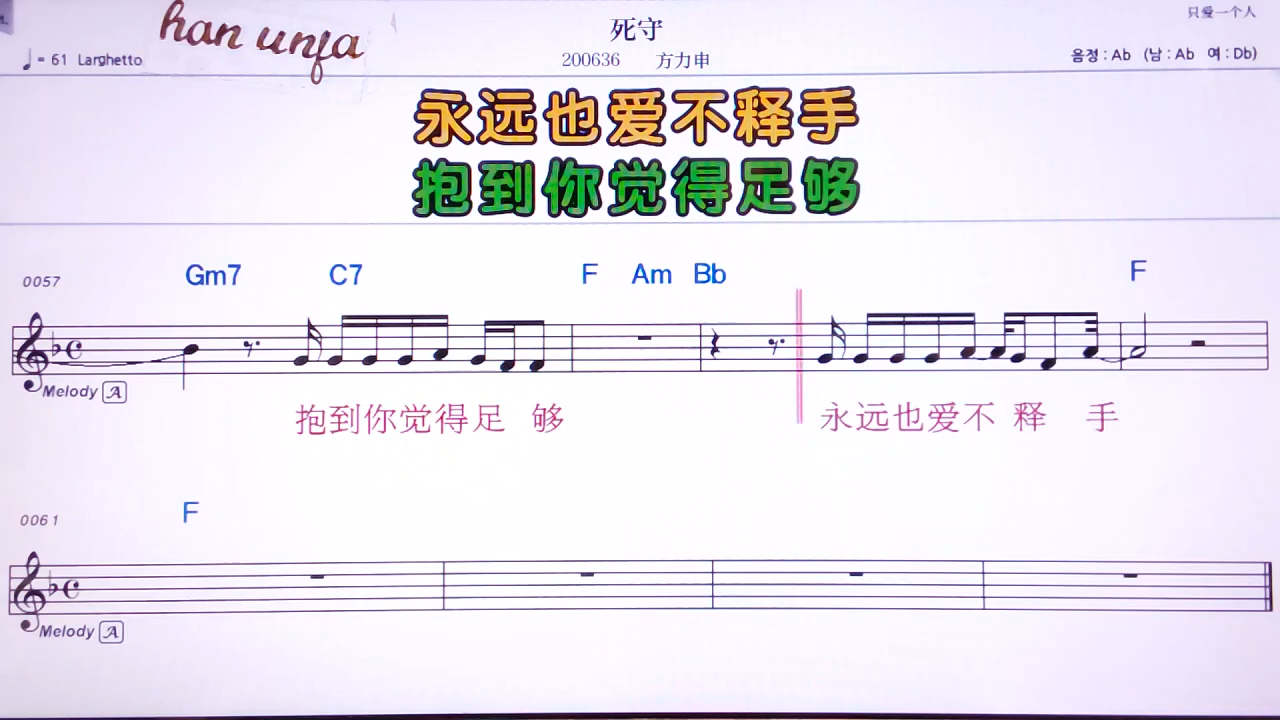 han unja
死守
只爱一个人
♩= 61 Larghetto
200636 方力申
음정 : Ab (남 : Ab 여 : Db)
永远也爱不释手
抱到你觉得足够
0057 Gm7 C7 F Am Bb F
Melody A
抱到你觉得足 够 永远也爱不 释 手
0061 F
Melody A